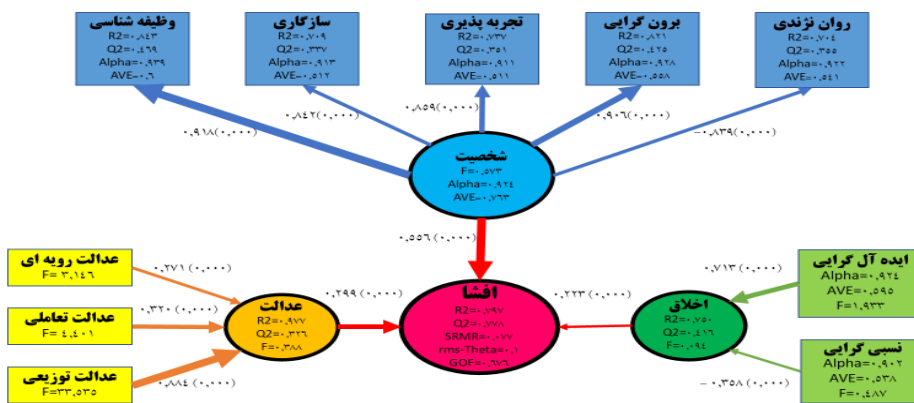 وظیفه شناسی
R2=۰٫۸۴۳
Q2=۰٫۴۶۹
Alpha=۰٫۹۳۹
AVE=۰٫۶
سازگاری
R2=۰٫۷۰۹
Q2=۰٫۳۳۷
Alpha=۰٫۹۱۳
AVE=۰٫۵۱۲
تجربه پذیری
R2=۰٫۷۳۷
Q2=۰٫۳۵۱
Alpha=۰٫۹۱۱
AVE=۰٫۵۱۱
برون گرایی
R2=۰٫۸۲۱
Q2=۰٫۴۲۵
Alpha=۰٫۹۲۸
AVE=۰٫۵۵۸
روان نژندی
R2=۰٫۷۰۴
Q2=۰٫۳۵۵
Alpha=۰٫۹۲۲
AVE=۰٫۵۴۱
۰٫۹۱۸(۰٫۰۰۰)
۰٫۸۴۲(۰٫۰۰۰)
۰٫۸۵۹(۰٫۰۰۰)
۰٫۹۰۶(۰٫۰۰۰)
-۰٫۸۳۹(۰٫۰۰۰)
شخصیت
F=۰٫۵۷۳
Alpha=۰٫۹۲۴
AVE=۰٫۷۶۳
۰٫۵۵۶ (۰٫۰۰۰)
عدالت رویه ای
F= ۳٫۱۴۶
عدالت تعاملی
F= ۴٫۴۰۱
عدالت توزیعی
F=۳۳٫۵۳۵
۰٫۲۷۱ (۰٫۰۰۰)
۰٫۳۲۰ (۰٫۰۰۰)
۰٫۸۸۴ (۰٫۰۰۰)
عدالت
R2=۰٫۹۷۷
Q2=۰٫۳۲۶
F=۰٫۳۸۸
۰٫۲۹۹ (۰٫۰۰۰)
افشا
R2=۰٫۷۹۷
Q2=۰٫۷۷۸
SRMR=۰٫۰۷۷
rms-Theta=۰٫۱
GOF=۰٫۶۷۶
۰٫۲۲۳ (۰٫۰۰۰)
اخلاق
R2=۰٫۷۵۰
Q2=۰٫۴۱۶
F=۰٫۰۹۴
۰٫۷۱۳ (۰٫۰۰۰)
-۰٫۳۵۸ (۰٫۰۰۰)
ایده آل گرایی
Alpha=۰٫۹۲۴
AVE=۰٫۵۹۵
F=۱٫۹۳۳
نسبی گرایی
Alpha=۰٫۹۰۲
AVE=۰٫۵۳۸
F=۰٫۴۸۷